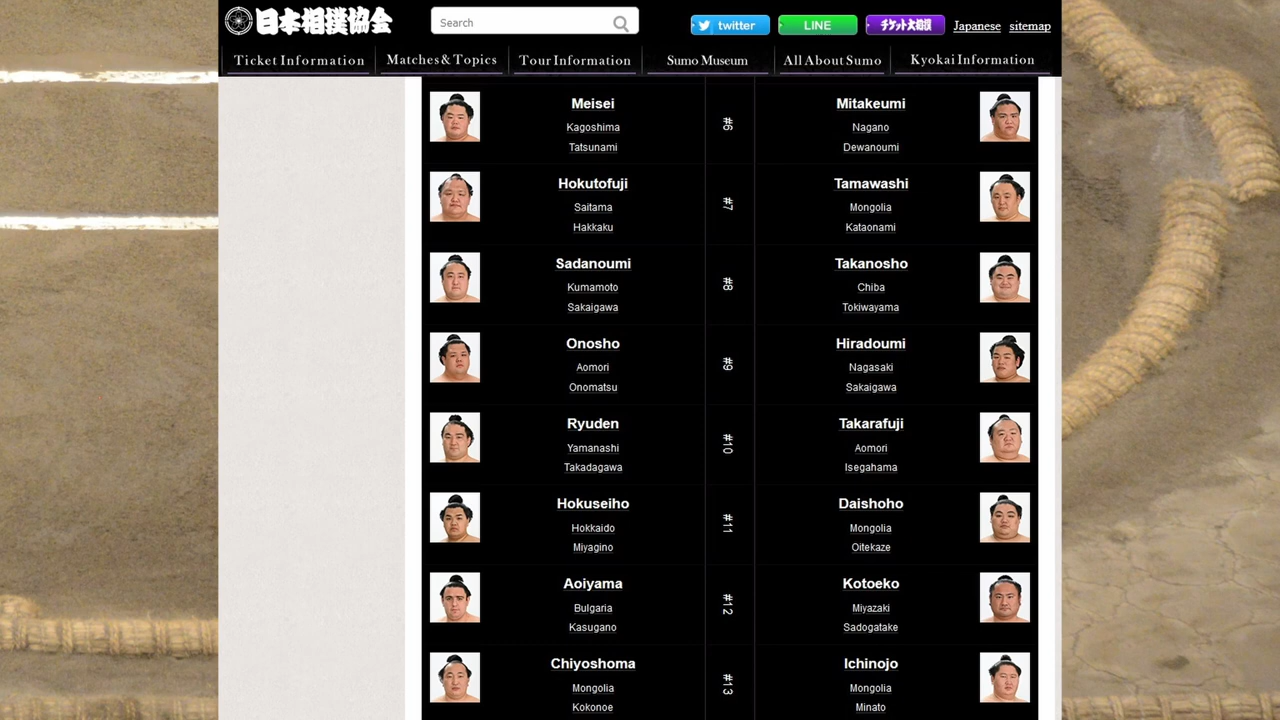 日本相撲協会
Search
twitter
LINE
チケット大相撲
Japanese
sitemap
Ticket Information
Matches & Topics
Tour Information
Sumo Museum
All About Sumo
Kyokai Information
Meisei
Kagoshima
Tatsunami
#6
Mitakeumi
Nagano
Dewanoumi
Hokutofuji
Saitama
Hakkaku
#7
Tamawashi
Mongolia
Kataonami
Sadanoumi
Kumamoto
Sakaigawa
#8
Takanosho
Chiba
Tokiwayama
Onosho
Aomori
Onomatsu
#9
Hiradoumi
Nagasaki
Sakaigawa
Ryuden
Yamanashi
Takadagawa
#10
Takarafuji
Aomori
Isegahama
Hokuseiho
Hokkaido
Miyagino
#11
Daishoho
Mongolia
Oitekaze
Aoiyama
Bulgaria
Kasugano
#12
Kotoeko
Miyazaki
Sadogatake
Chiyoshoma
Mongolia
Kokonoe
#13
Ichinojo
Mongolia
Minato